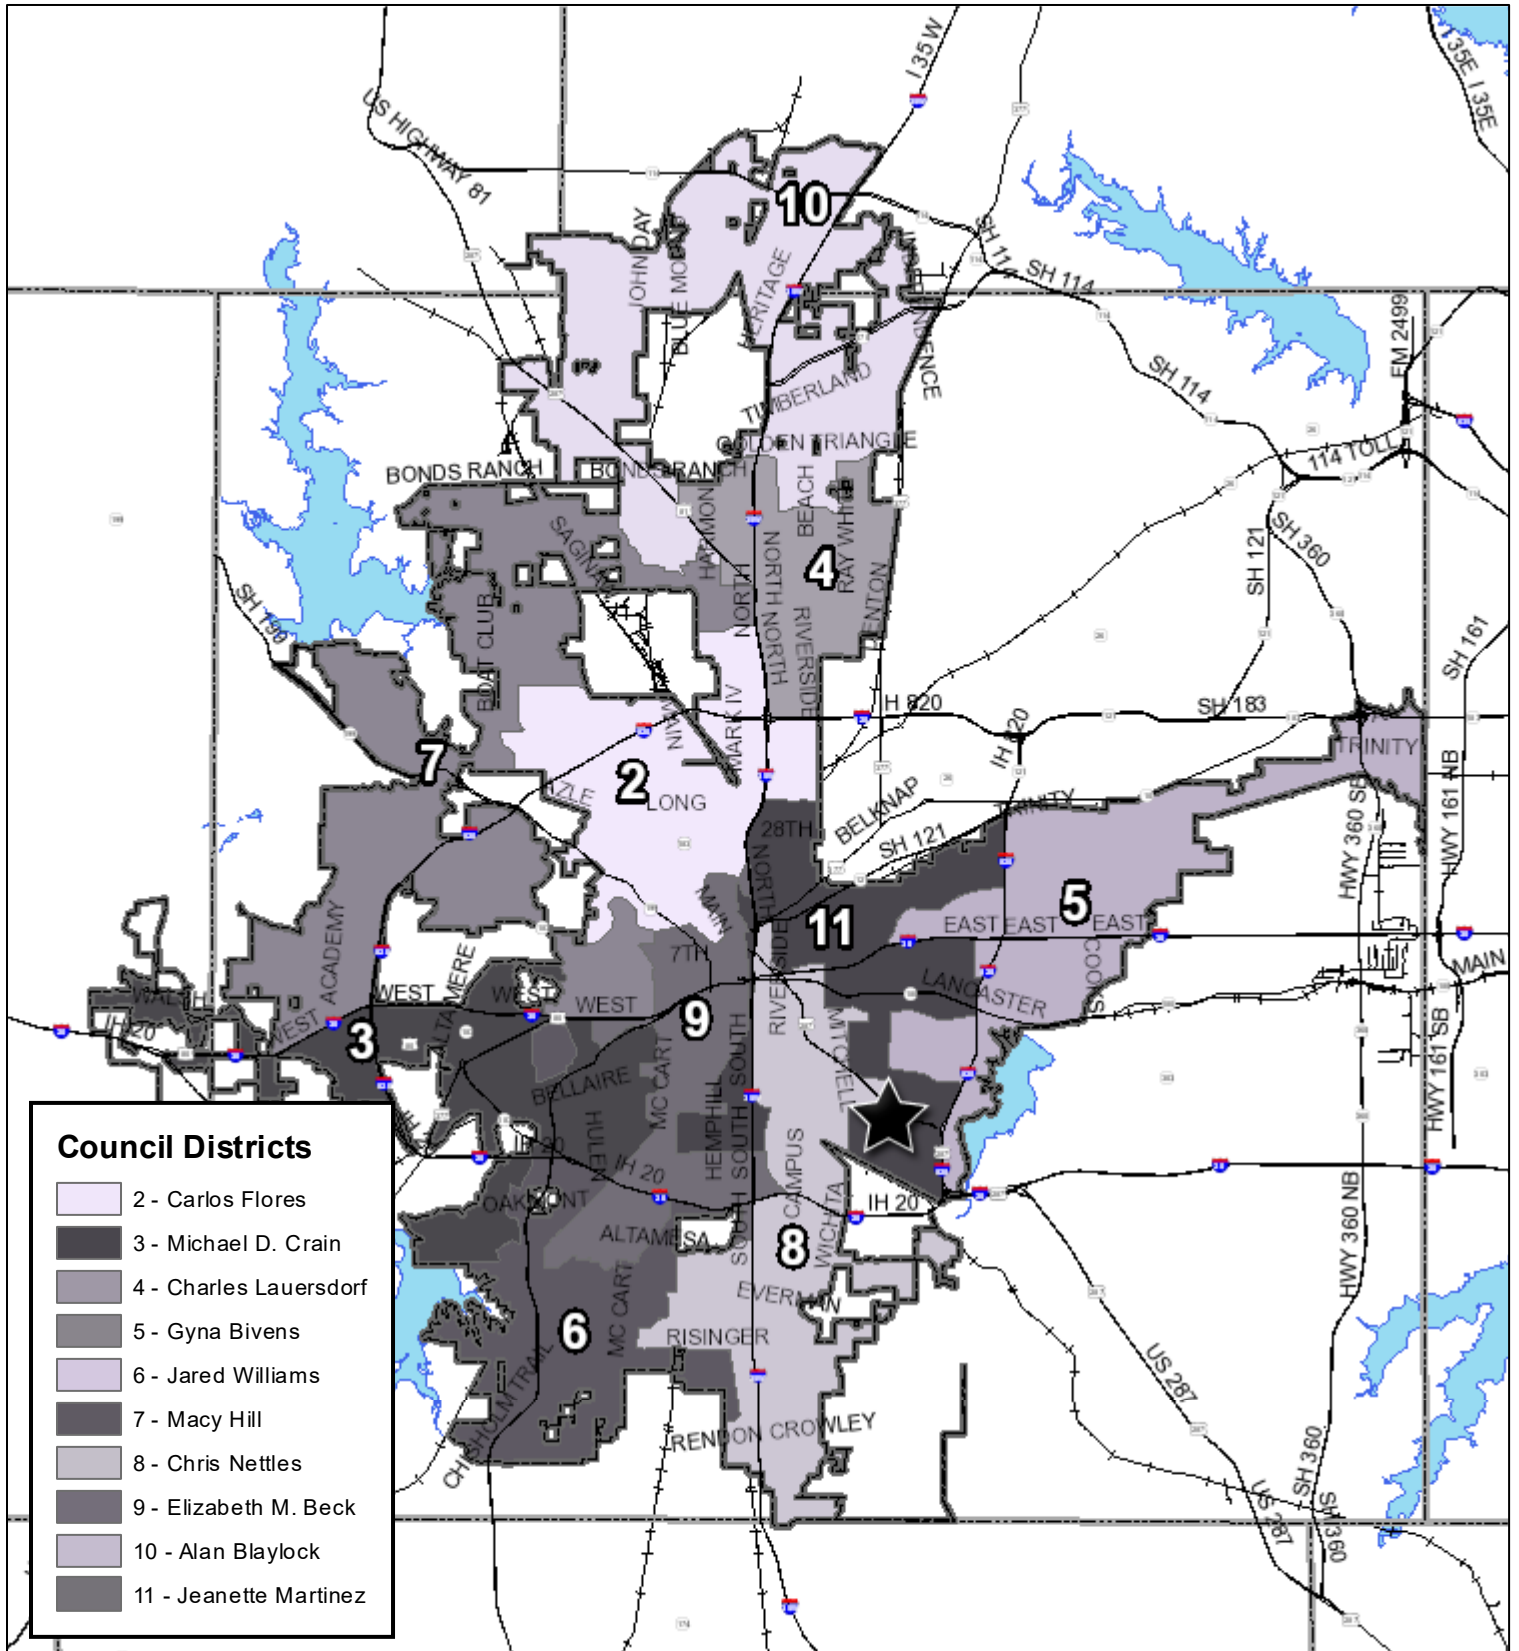 I 35W
I 35E
I 35E
US HIGHWAY 81
10
JOHN DAY
BLUE MOUND
HERITAGE
INDEPENDENCE
SH 114
SH 114
SH 114
FM 2499
TIMBERLAND
GOLDEN TRIANGLE
BONDS RANCH
BONDS RANCH
114 TOLL
HARMON
BEACH
RAY WHITE
SAGINAW
4
SH 121
SH 360
SH 199
BOAT CLUB
NORTH
NORTH
NORTH
RIVERSIDE
DENTON
SH 161
MARK IV
IH 820
IH 820
SH 183
TRINITY
7
2
AZLE
LONG
28TH
BELKNAP
TRINITY
SH 121
HWY 360 SB
HWY 161 NB
MAIN
NORTH
11
5
EAST
EAST
EAST
ACADEMY
ALTAMERE
7TH
RIVERSIDE
LANCASTER
COOKS
MAIN
WALSH
WEST
WEST
WEST
WEST
9
IH 20
3
BELLAIRE
MC CART
HEMPHILL
SOUTH
SOUTH
MITCHELL
HWY 161 SB
HULEN
IH 20
IH 20
CAMPUS
OAKMONT
IH 20
SOUTH
SOUTH
WICHITA
ALTAMESA
8
HWY 360 NB
MC CART
EVERMAN
6
RISINGER
US 287
CHISHOLM TRAIL
RENDON CROWLEY
SH 360
US 287
SH 360
Council Districts
2 - Carlos Flores
3 - Michael D. Crain
4 - Charles Lauersdorf
5 - Gyna Bivens
6 - Jared Williams
7 - Macy Hill
8 - Chris Nettles
9 - Elizabeth M. Beck
10 - Alan Blaylock
11 - Jeanette Martinez